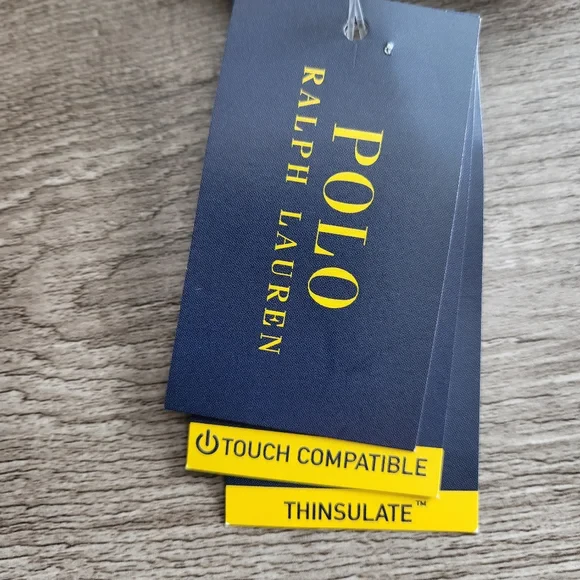 POLO
RALPH LAUREN
TOUCH COMPATIBLE
THINSULATE™